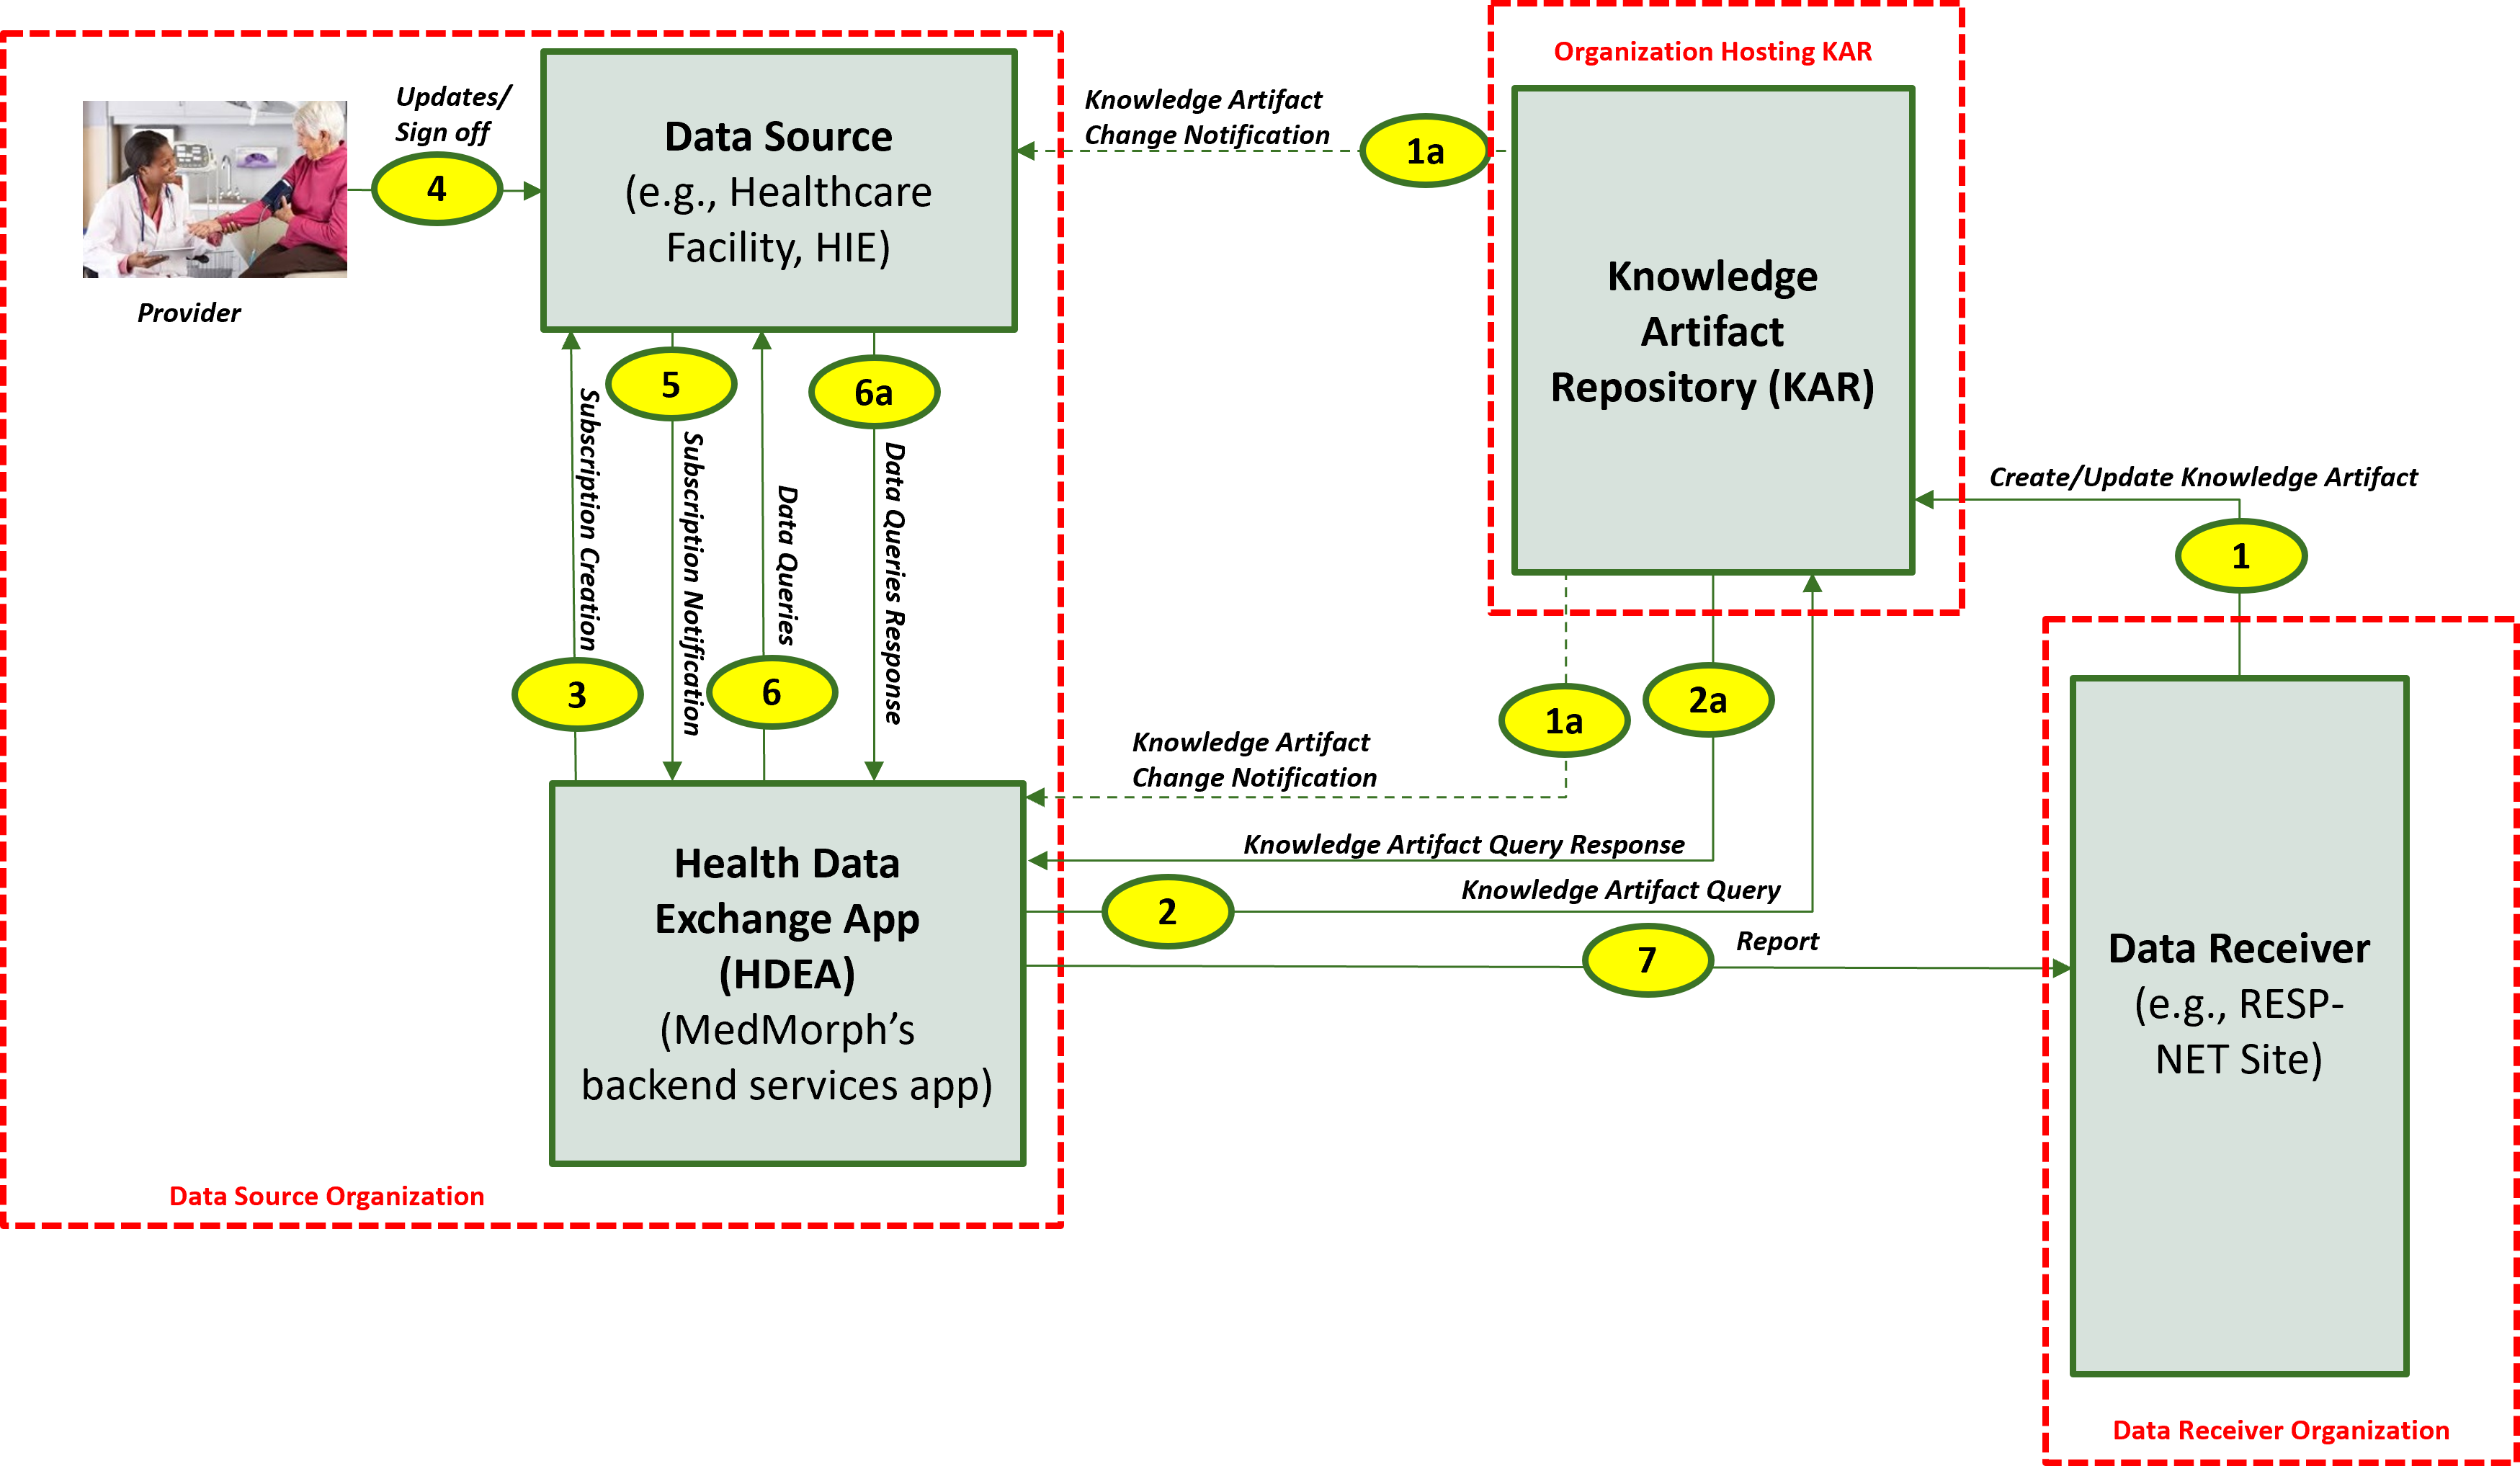 Organization Hosting KAR
Updates/
Sign off
4
Provider
Data Source
(e.g., Healthcare
Facility, HIE)
Knowledge Artifact
Change Notification
1a
Knowledge
Artifact
Repository (KAR)
Create/Update Knowledge Artifact
1
3
Subscription Creation
5
Subscription Notification
6
Data Queries
6a
Data Queries Response
1a
Knowledge Artifact
Change Notification
2a
Knowledge Artifact Query Response
2
Knowledge Artifact Query
7
Report
Health Data
Exchange App
(HDEA)
(MedMorph’s
backend services app)
Data Receiver
(e.g., RESP-
NET Site)
Data Source Organization
Data Receiver Organization